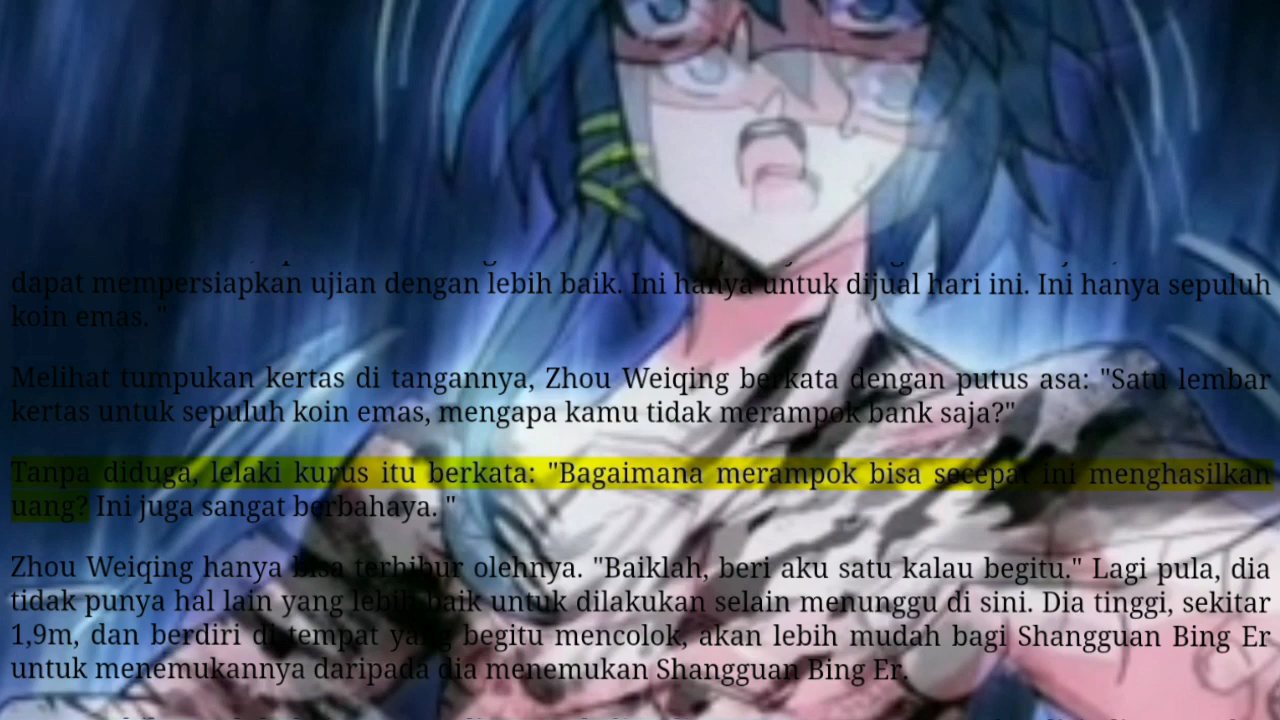 dapat mempersiapkan ujian dengan lebih baik. Ini hanya untuk dijual hari ini. Ini hanya sepuluh
koin emas. "
Melihat tumpukan kertas di tangannya, Zhou Weiqing berkata dengan putus asa: "Satu lembar
kertas untuk sepuluh koin emas, mengapa kamu tidak merampok bank saja?"
Tanpa diduga, lelaki kurus itu berkata: "Bagaimana merampok bisa secepat ini menghasilkan
uang? Ini juga sangat berbahaya. "
Zhou Weiqing hanya bisa terhibur olehnya. "Baiklah, beri aku satu kalau begitu." Lagi pula, dia
tidak punya hal lain yang lebih baik untuk dilakukan selain menunggu di sini. Dia tinggi, sekitar
1,9m, dan berdiri di tempat yang begitu mencolok, akan lebih mudah bagi Shangguan Bing Er
untuk menemukannya daripada dia menemukan Shangguan Bing Er.